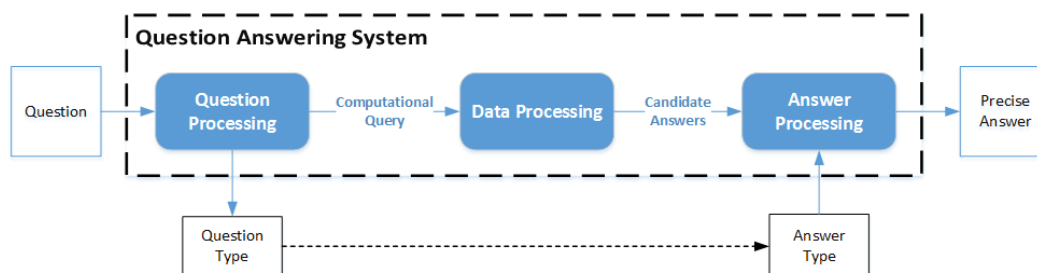 Question Answering System
Question
Question
Processing
Computational
Query
Data Processing
Candidate
Answers
Answer
Processing
Precise
Answer
Question
Type
Answer
Type